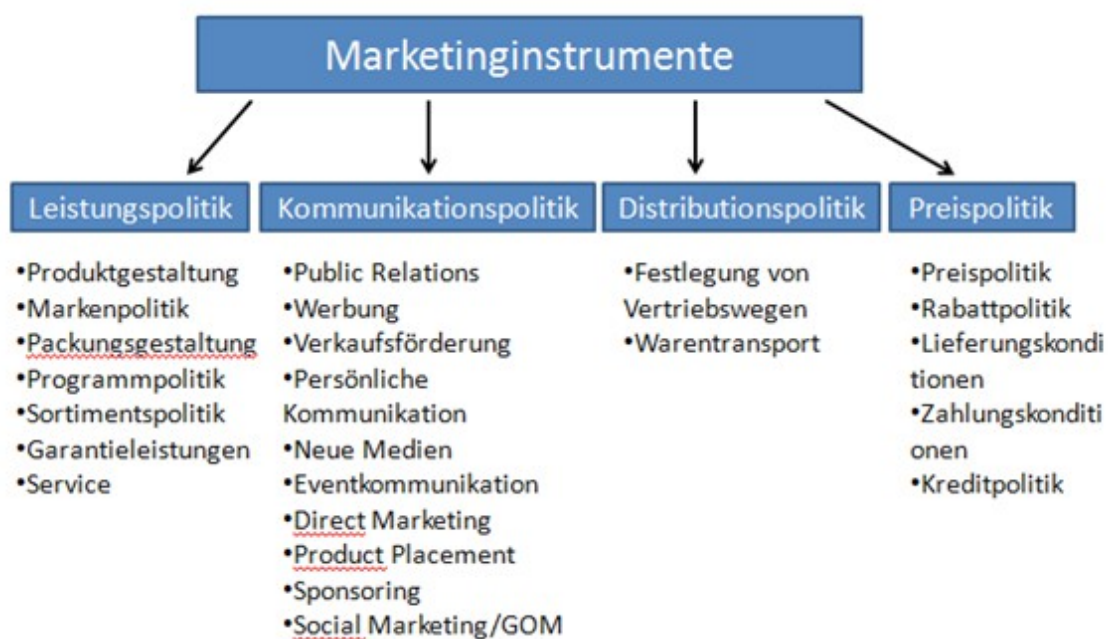 Marketinginstrumente
Leistungspolitik
•Produktgestaltung
•Markenpolitik
•Packungsgestaltung
•Programmpolitik
•Sortimentspolitik
•Garantieleistungen
•Service
Kommunikationspolitik
•Public Relations
•Werbung
•Verkaufsförderung
•Persönliche
Kommunikation
•Neue Medien
•Eventkommunikation
•Direct Marketing
•Product Placement
•Sponsoring
•Social Marketing/GOM
Distributionspolitik
•Festlegung von
Vertriebswegen
•Warentransport
Preispolitik
•Preispolitik
•Rabattpolitik
•Lieferungskondi
tionen
•Zahlungskonditi
onen
•Kreditpolitik